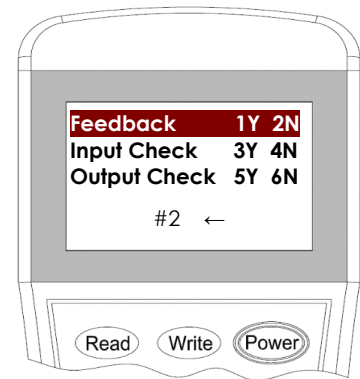 Feedback 1Y 2N
Input Check 3Y 4N
Output Check 5Y 6N
#2 ←
Read Write Power